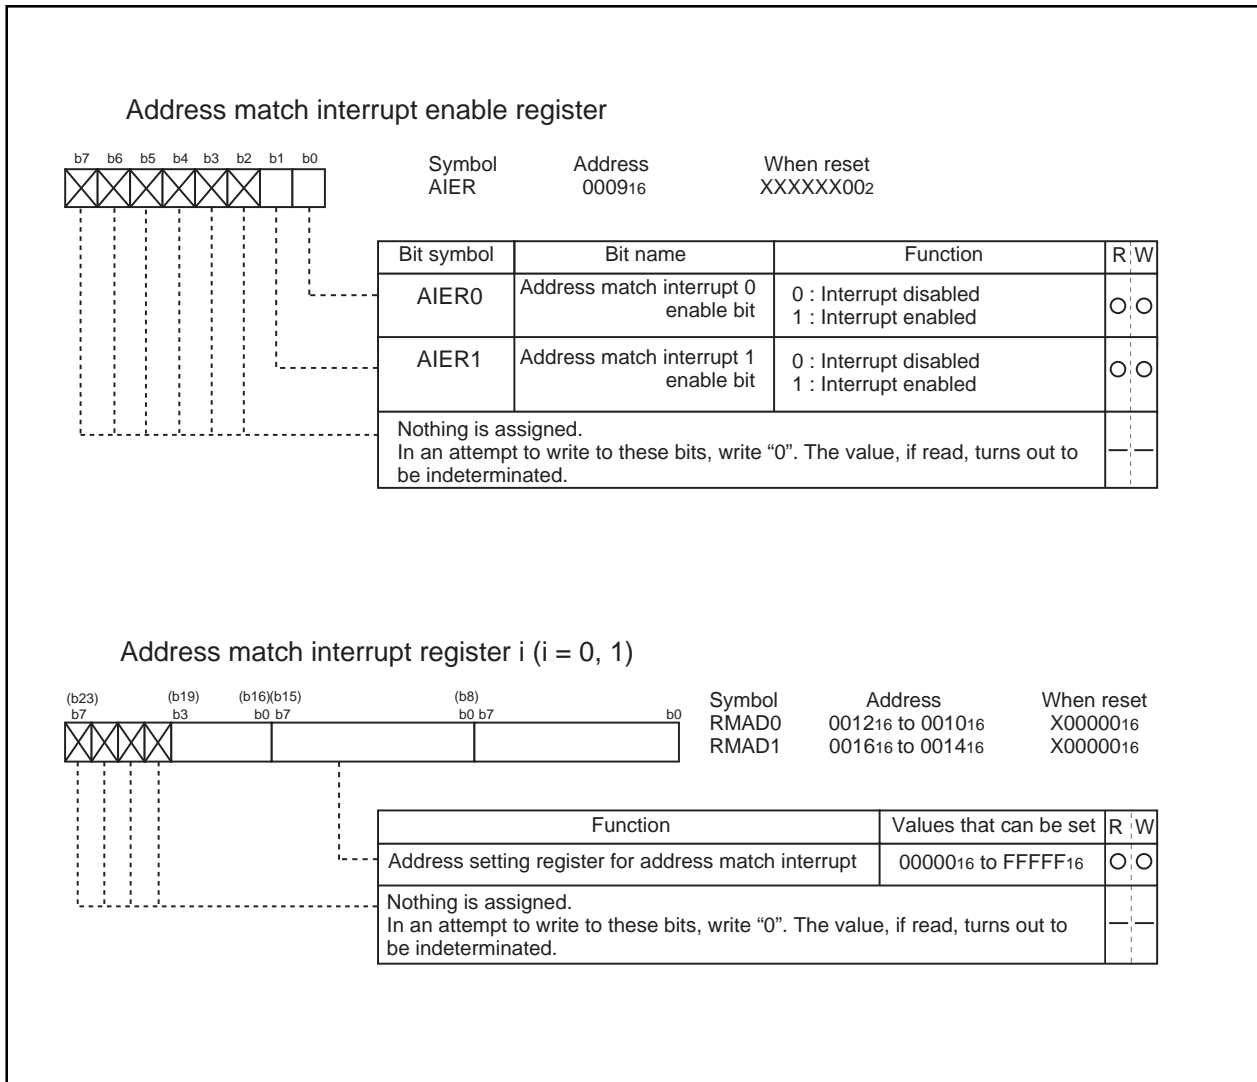 Address match interrupt enable register
b7 b6 b5 b4 b3 b2 b1 b0
Symbol Address When reset
AIER 000916 XXXXXX002
Bit symbol Bit name Function R W
AIER0 Address match interrupt 0 enable bit 0 : Interrupt disabled
1 : Interrupt enabled
AIER1 Address match interrupt 1 enable bit 0 : Interrupt disabled
1 : Interrupt enabled
Nothing is assigned.
In an attempt to write to these bits, write “0”. The value, if read, turns out to
be indeterminated.
Address match interrupt register i (i = 0, 1)
(b23) (b19) (b16)(b15) (b8)
b7 b3 b0 b7 b0 b7 b0
Symbol Address When reset
RMAD0 001216 to 001016 X0000016
RMAD1 001616 to 001416 X0000016
Function Values that can be set R W
Address setting register for address match interrupt 0000016 to FFFFF16
Nothing is assigned.
In an attempt to write to these bits, write “0”. The value, if read, turns out to
be indeterminated.